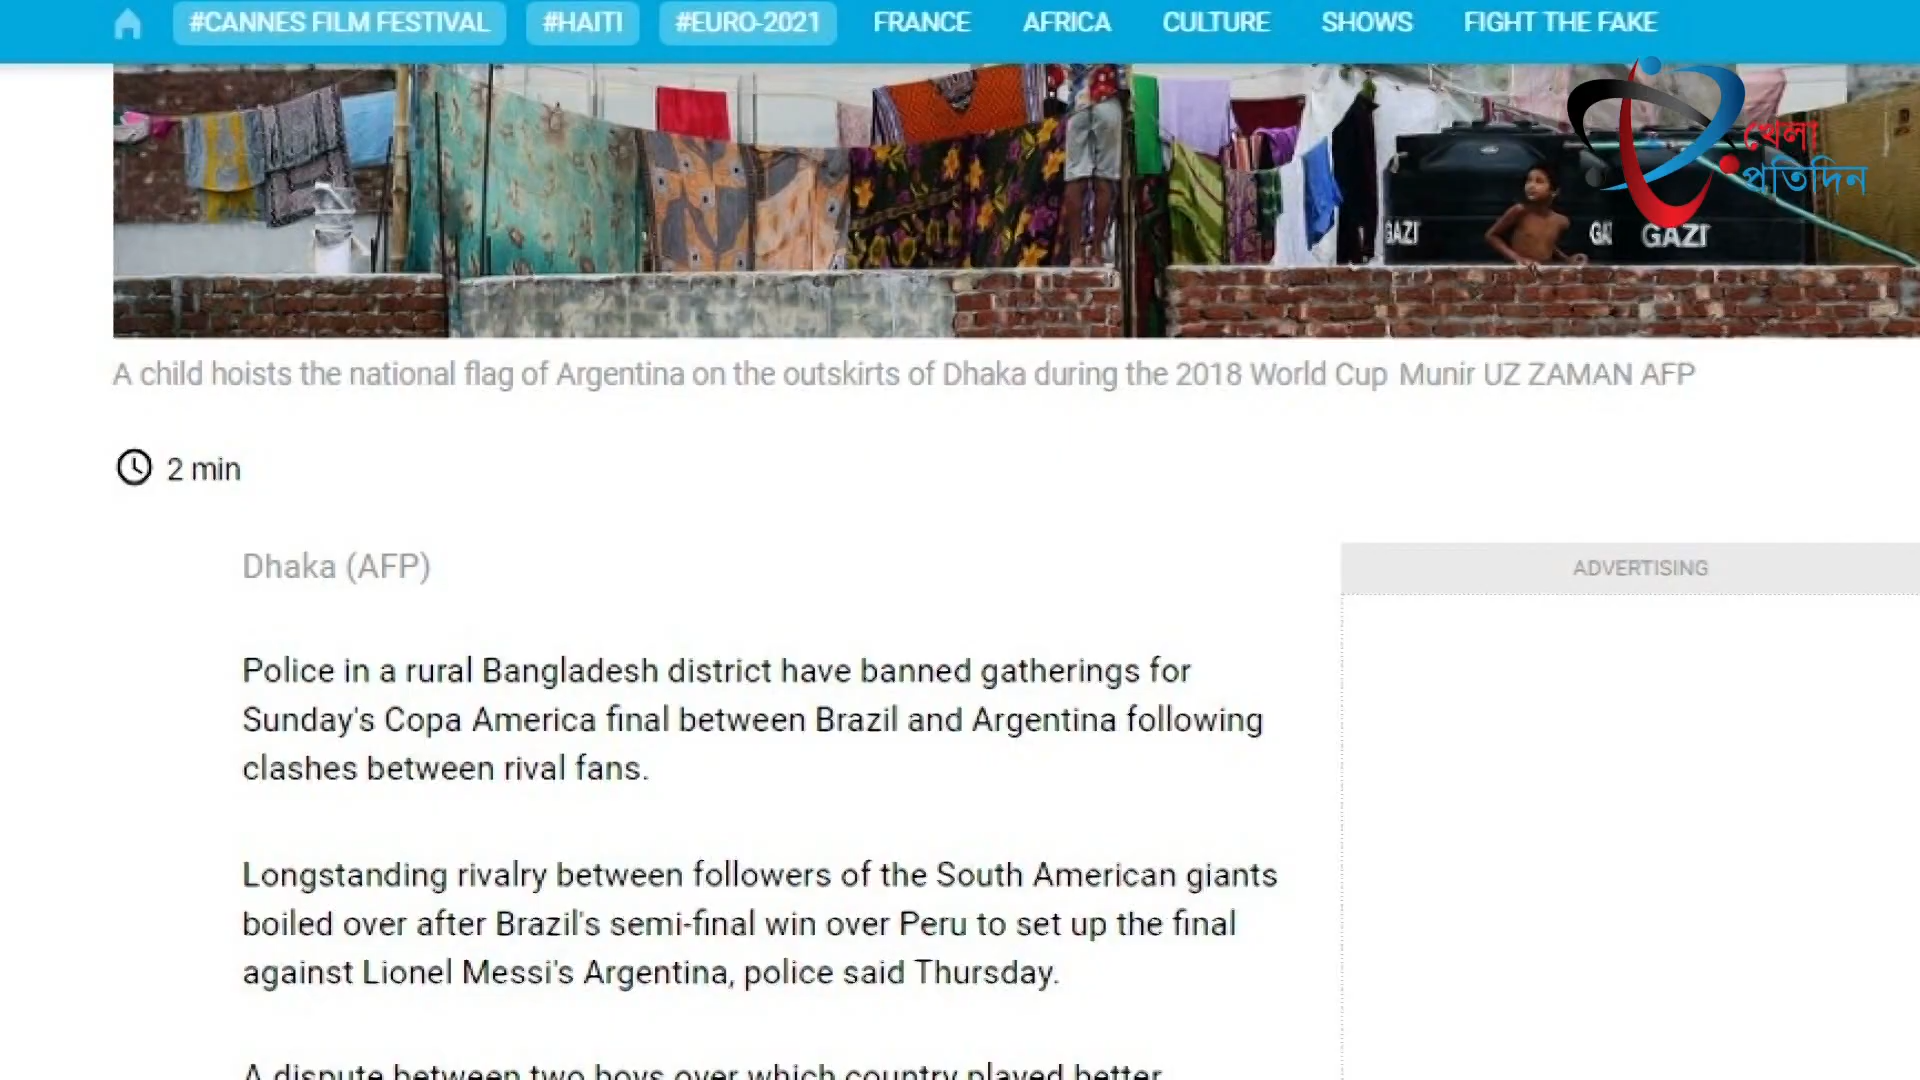 #CANNES FILM FESTIVAL #HAITI #EURO-2021 FRANCE AFRICA CULTURE SHOWS FIGHT THE FAKE
খেলা
প্রতিদিন
GAZI GAZI
A child hoists the national flag of Argentina on the outskirts of Dhaka during the 2018 World Cup Munir UZ ZAMAN AFP
2 min
Dhaka (AFP)
ADVERTISING
Police in a rural Bangladesh district have banned gatherings for
Sunday's Copa America final between Brazil and Argentina following
clashes between rival fans.
Longstanding rivalry between followers of the South American giants
boiled over after Brazil's semi-final win over Peru to set up the final
against Lionel Messi's Argentina, police said Thursday.
A dispute between two boys over which country played better